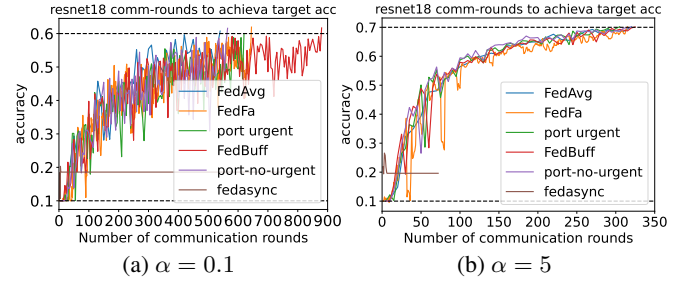 resnet18 comm-rounds to achieva target acc
accuracy
0.6
0.5
0.4
0.3
0.2
0.1
FedAvg
FedFa
port urgent
FedBuff
port-no-urgent
fedasync
0 100 200 300 400 500 600 700 800 900
Number of communication rounds
(a) α = 0.1
resnet18 comm-rounds to achieva target acc
accuracy
0.7
0.6
0.5
0.4
0.3
0.2
0.1
FedAvg
FedFa
port urgent
FedBuff
port-no-urgent
fedasync
0 50 100 150 200 250 300 350
Number of communication rounds
(b) α = 5